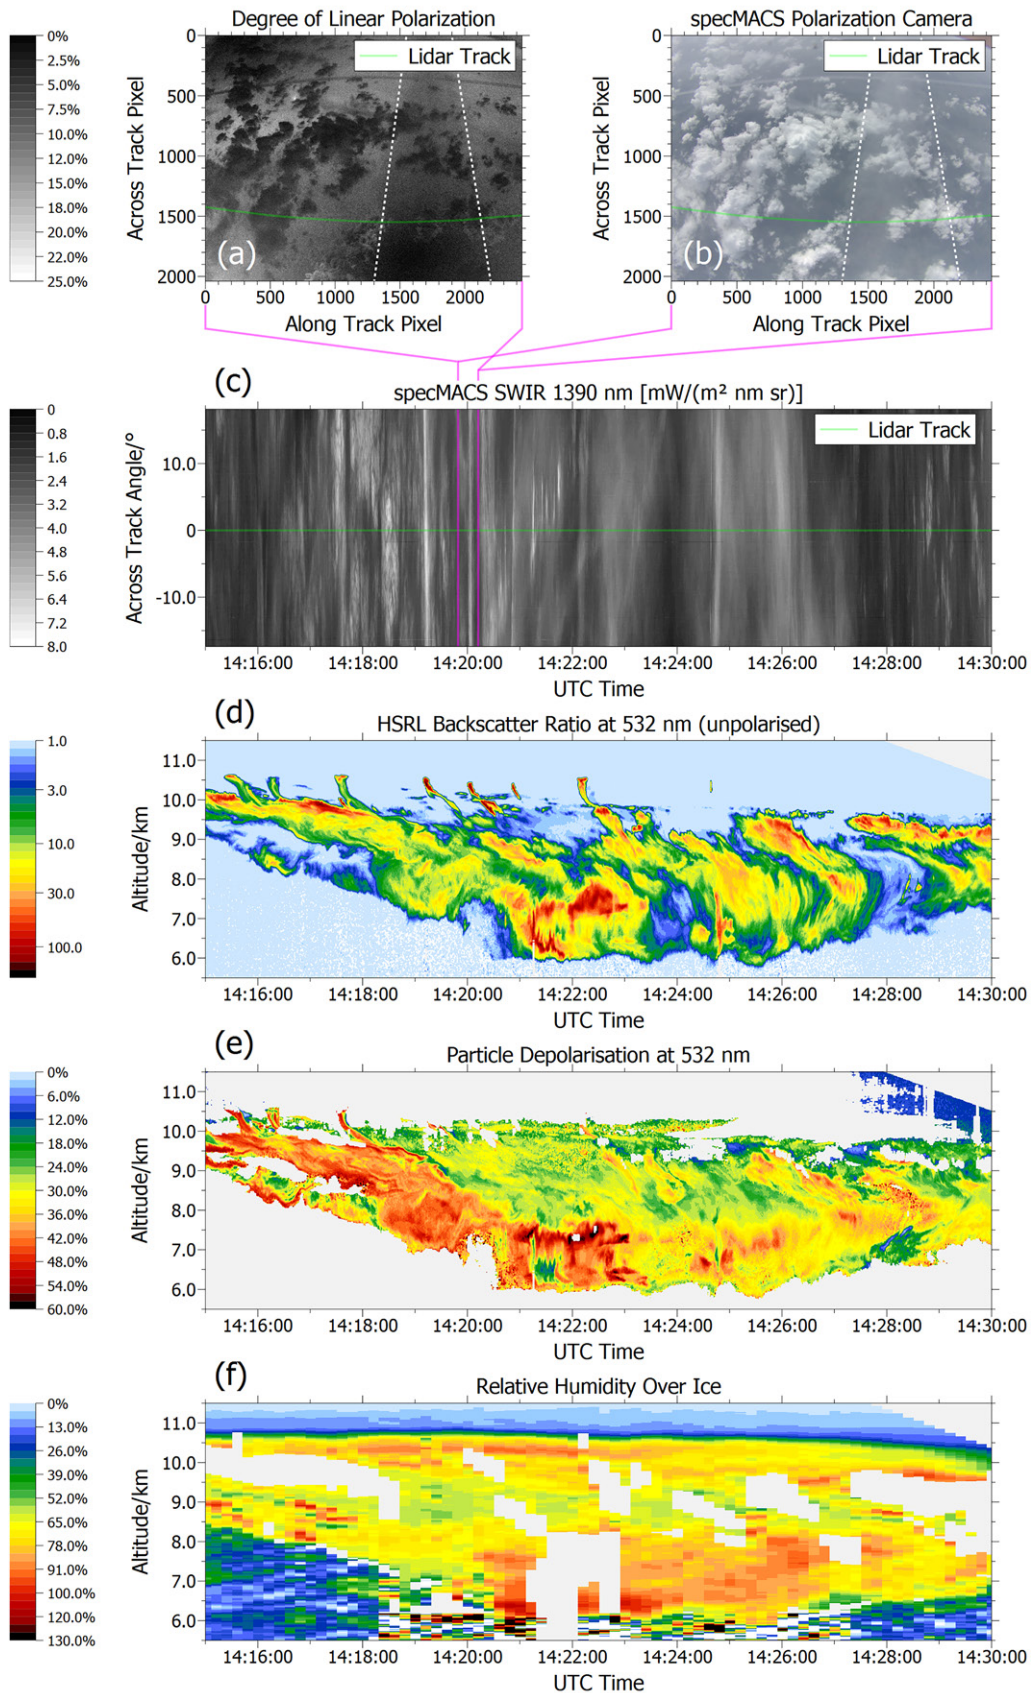 Degree of Linear Polarization
specMACS Polarization Camera
0%
2.5%
5.0%
7.5%
10.0%
12.5%
15.0%
17.5%
20.0%
22.5%
25.0%
Across Track Pixel
0
500
1000
1500
2000
Lidar Track
(a)
0 500 1000 1500 2000
Along Track Pixel
Across Track Pixel
0
500
1000
1500
2000
Lidar Track
(b)
0 500 1000 1500 2000
Along Track Pixel
(c)
specMACS SWIR 1390 nm [mW/(m² nm sr)]
0
0.8
1.6
2.4
3.2
4.0
4.8
5.6
6.4
7.2
8.0
Across Track Angle/°
10.0
0
-10.0
Lidar Track
14:16:00 14:18:00 14:20:00 14:22:00 14:24:00 14:26:00 14:28:00 14:30:00
UTC Time
(d)
HSRL Backscatter Ratio at 532 nm (unpolarised)
1.0
3.0
10.0
30.0
100.0
Altitude/km
11.0
10.0
9.0
8.0
7.0
6.0
14:16:00 14:18:00 14:20:00 14:22:00 14:24:00 14:26:00 14:28:00 14:30:00
UTC Time
(e)
Particle Depolarisation at 532 nm
0%
6.0%
12.0%
18.0%
24.0%
30.0%
36.0%
42.0%
48.0%
54.0%
60.0%
Altitude/km
11.0
10.0
9.0
8.0
7.0
6.0
14:16:00 14:18:00 14:20:00 14:22:00 14:24:00 14:26:00 14:28:00 14:30:00
UTC Time
(f)
Relative Humidity Over Ice
0%
13.0%
26.0%
39.0%
52.0%
65.0%
78.0%
91.0%
100.0%
120.0%
130.0%
Altitude/km
11.0
10.0
9.0
8.0
7.0
6.0
14:16:00 14:18:00 14:20:00 14:22:00 14:24:00 14:26:00 14:28:00 14:30:00
UTC Time